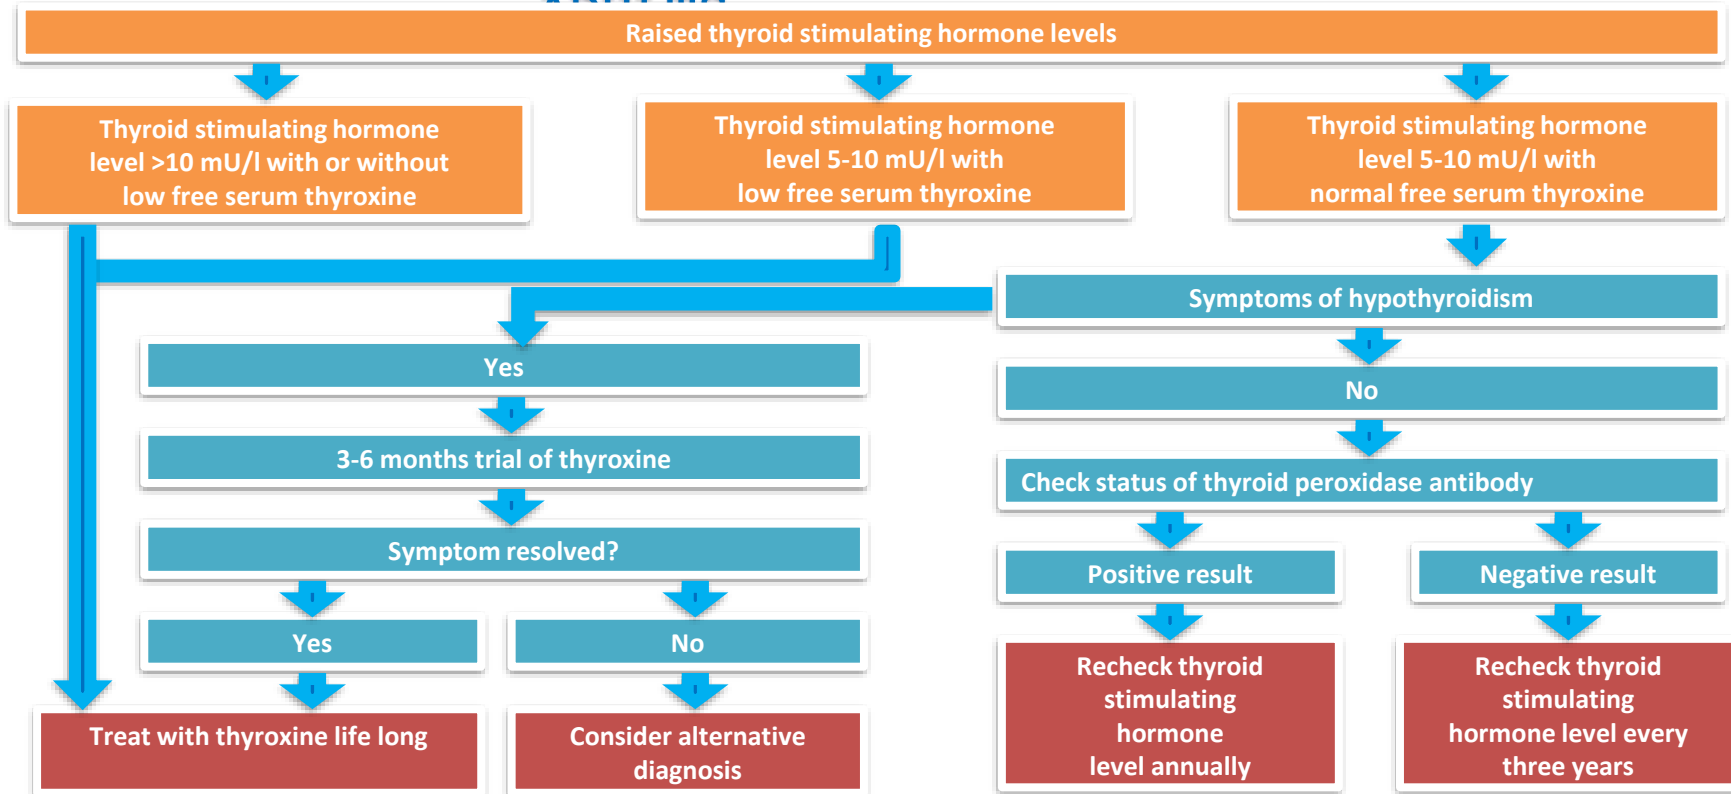 Raised thyroid stimulating hormone levels
Thyroid stimulating hormone
level >10 mU/l with or without
low free serum thyroxine
Thyroid stimulating hormone
level 5-10 mU/l with
low free serum thyroxine
Thyroid stimulating hormone
level 5-10 mU/l with
normal free serum thyroxine
Symptoms of hypothyroidism
Yes
No
3-6 months trial of thyroxine
Check status of thyroid peroxidase antibody
Symptom resolved?
Positive result
Negative result
Yes
No
Treat with thyroxine life long
Consider alternative
diagnosis
Recheck thyroid
stimulating
hormone
level annually
Recheck thyroid
stimulating
hormone level every
three years